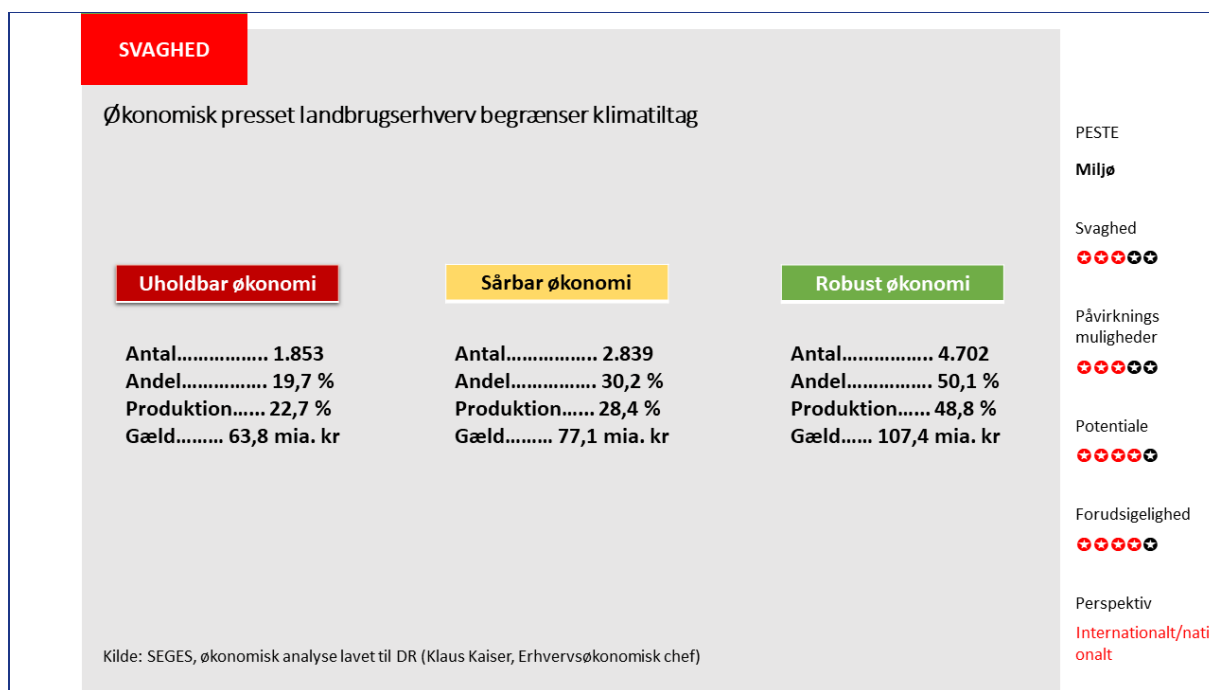 SVAGHED
Økonomisk presset landbrugserhverv begrænser klimatiltag
Uholdbar økonomi
Antal................. 1.853
Andel................. 19,7 %
Produktion...... 22,7 %
Gæld......... 63,8 mia. kr
Sårbar økonomi
Antal................. 2.839
Andel................. 30,2 %
Produktion...... 28,4 %
Gæld......... 77,1 mia. kr
Robust økonomi
Antal................. 4.702
Andel................. 50,1 %
Produktion...... 48,8 %
Gæld...... 107,4 mia. kr
Kilde: SEGES, økonomisk analyse lavet til DR (Klaus Kaiser, Erhvervsøkonomisk chef)
PESTE
Miljø
Svaghed
✪✪✪✪✪
Påvirknings
muligheder
✪✪✪✪✪
Potentiale
✪✪✪✪✪
Forudsigelighed
✪✪✪✪✪
Perspektiv
Internationalt/nati
onalt